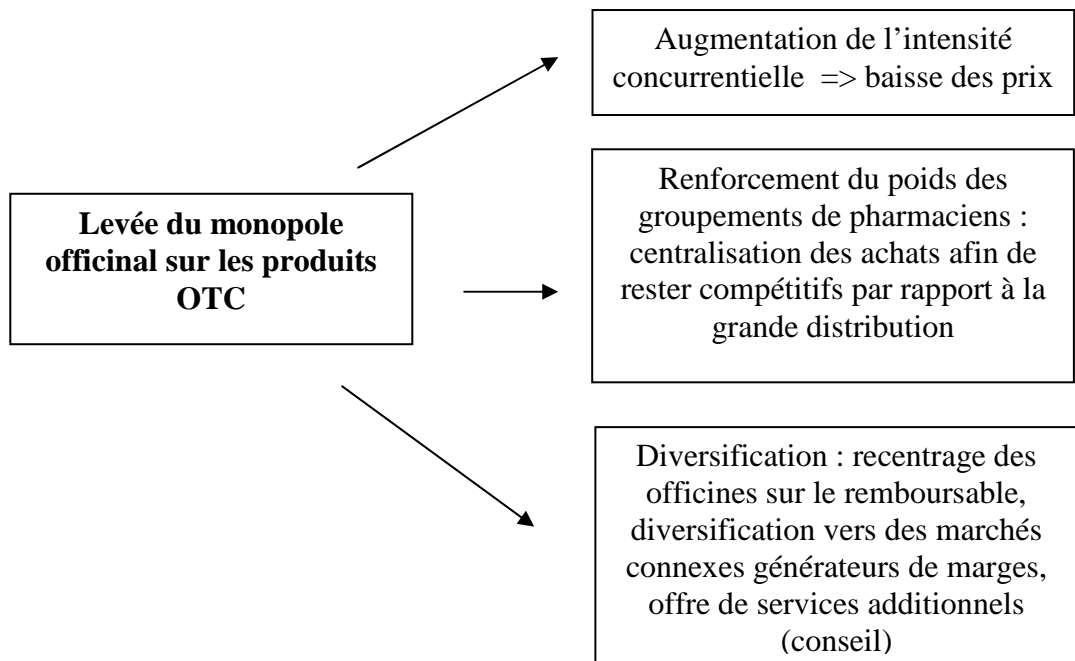 Levée du monopole
officinal sur les produits
OTC
Augmentation de l’intensité
concurrentielle => baisse des prix
Renforcement du poids des
groupements de pharmaciens :
centralisation des achats afin de
rester compétitifs par rapport à la
grande distribution
Diversification : recentrage des
officines sur le remboursable,
diversification vers des marchés
connexes générateurs de marges,
offre de services additionnels
(conseil)